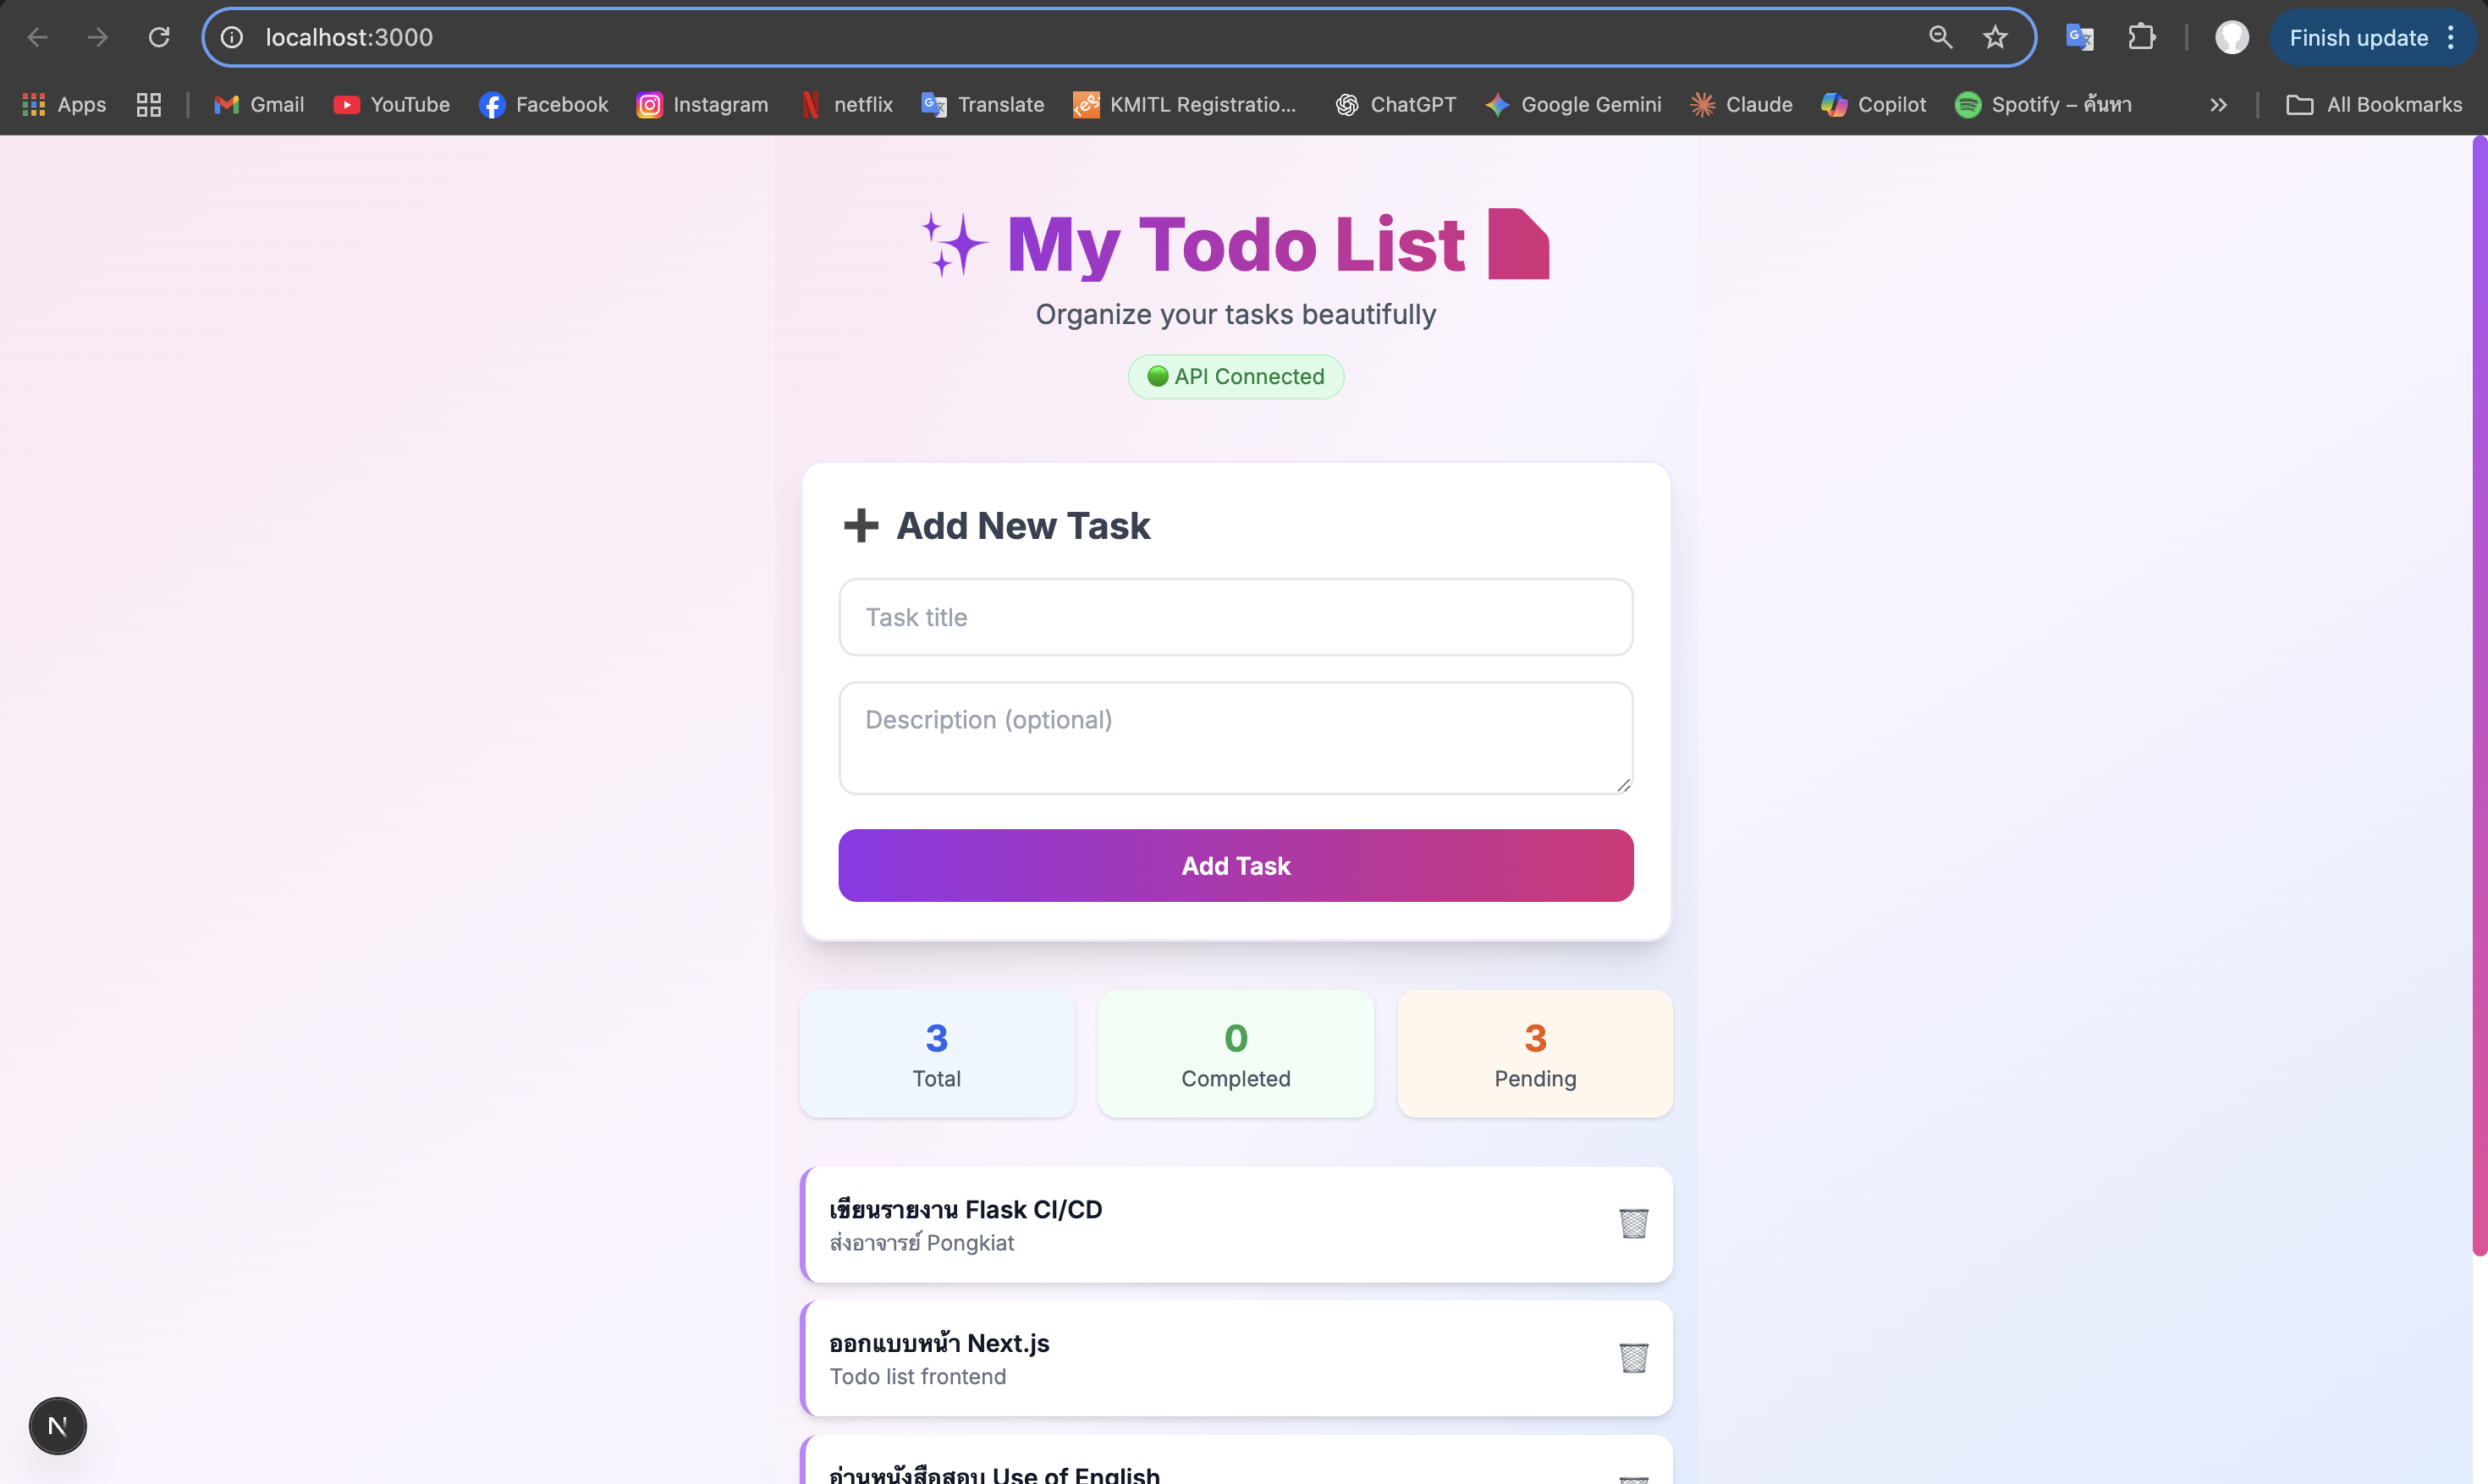 localhost:3000
Finish update
Apps
Gmail
YouTube
Facebook
Instagram
netflix
Translate
KMITL Registratio...
ChatGPT
Google Gemini
Claude
Copilot
Spotify – ค้นหา
All Bookmarks
My Todo List
Organize your tasks beautifully
API Connected
Add New Task
Task title
Description (optional)
Add Task
3
Total
0
Completed
3
Pending
เขียนรายงาน Flask CI/CD
ส่งอาจารย์ Pongkiat
ออกแบบหน้า Next.js
Todo list frontend
อ่านหนังสือสอบ Use of English
N